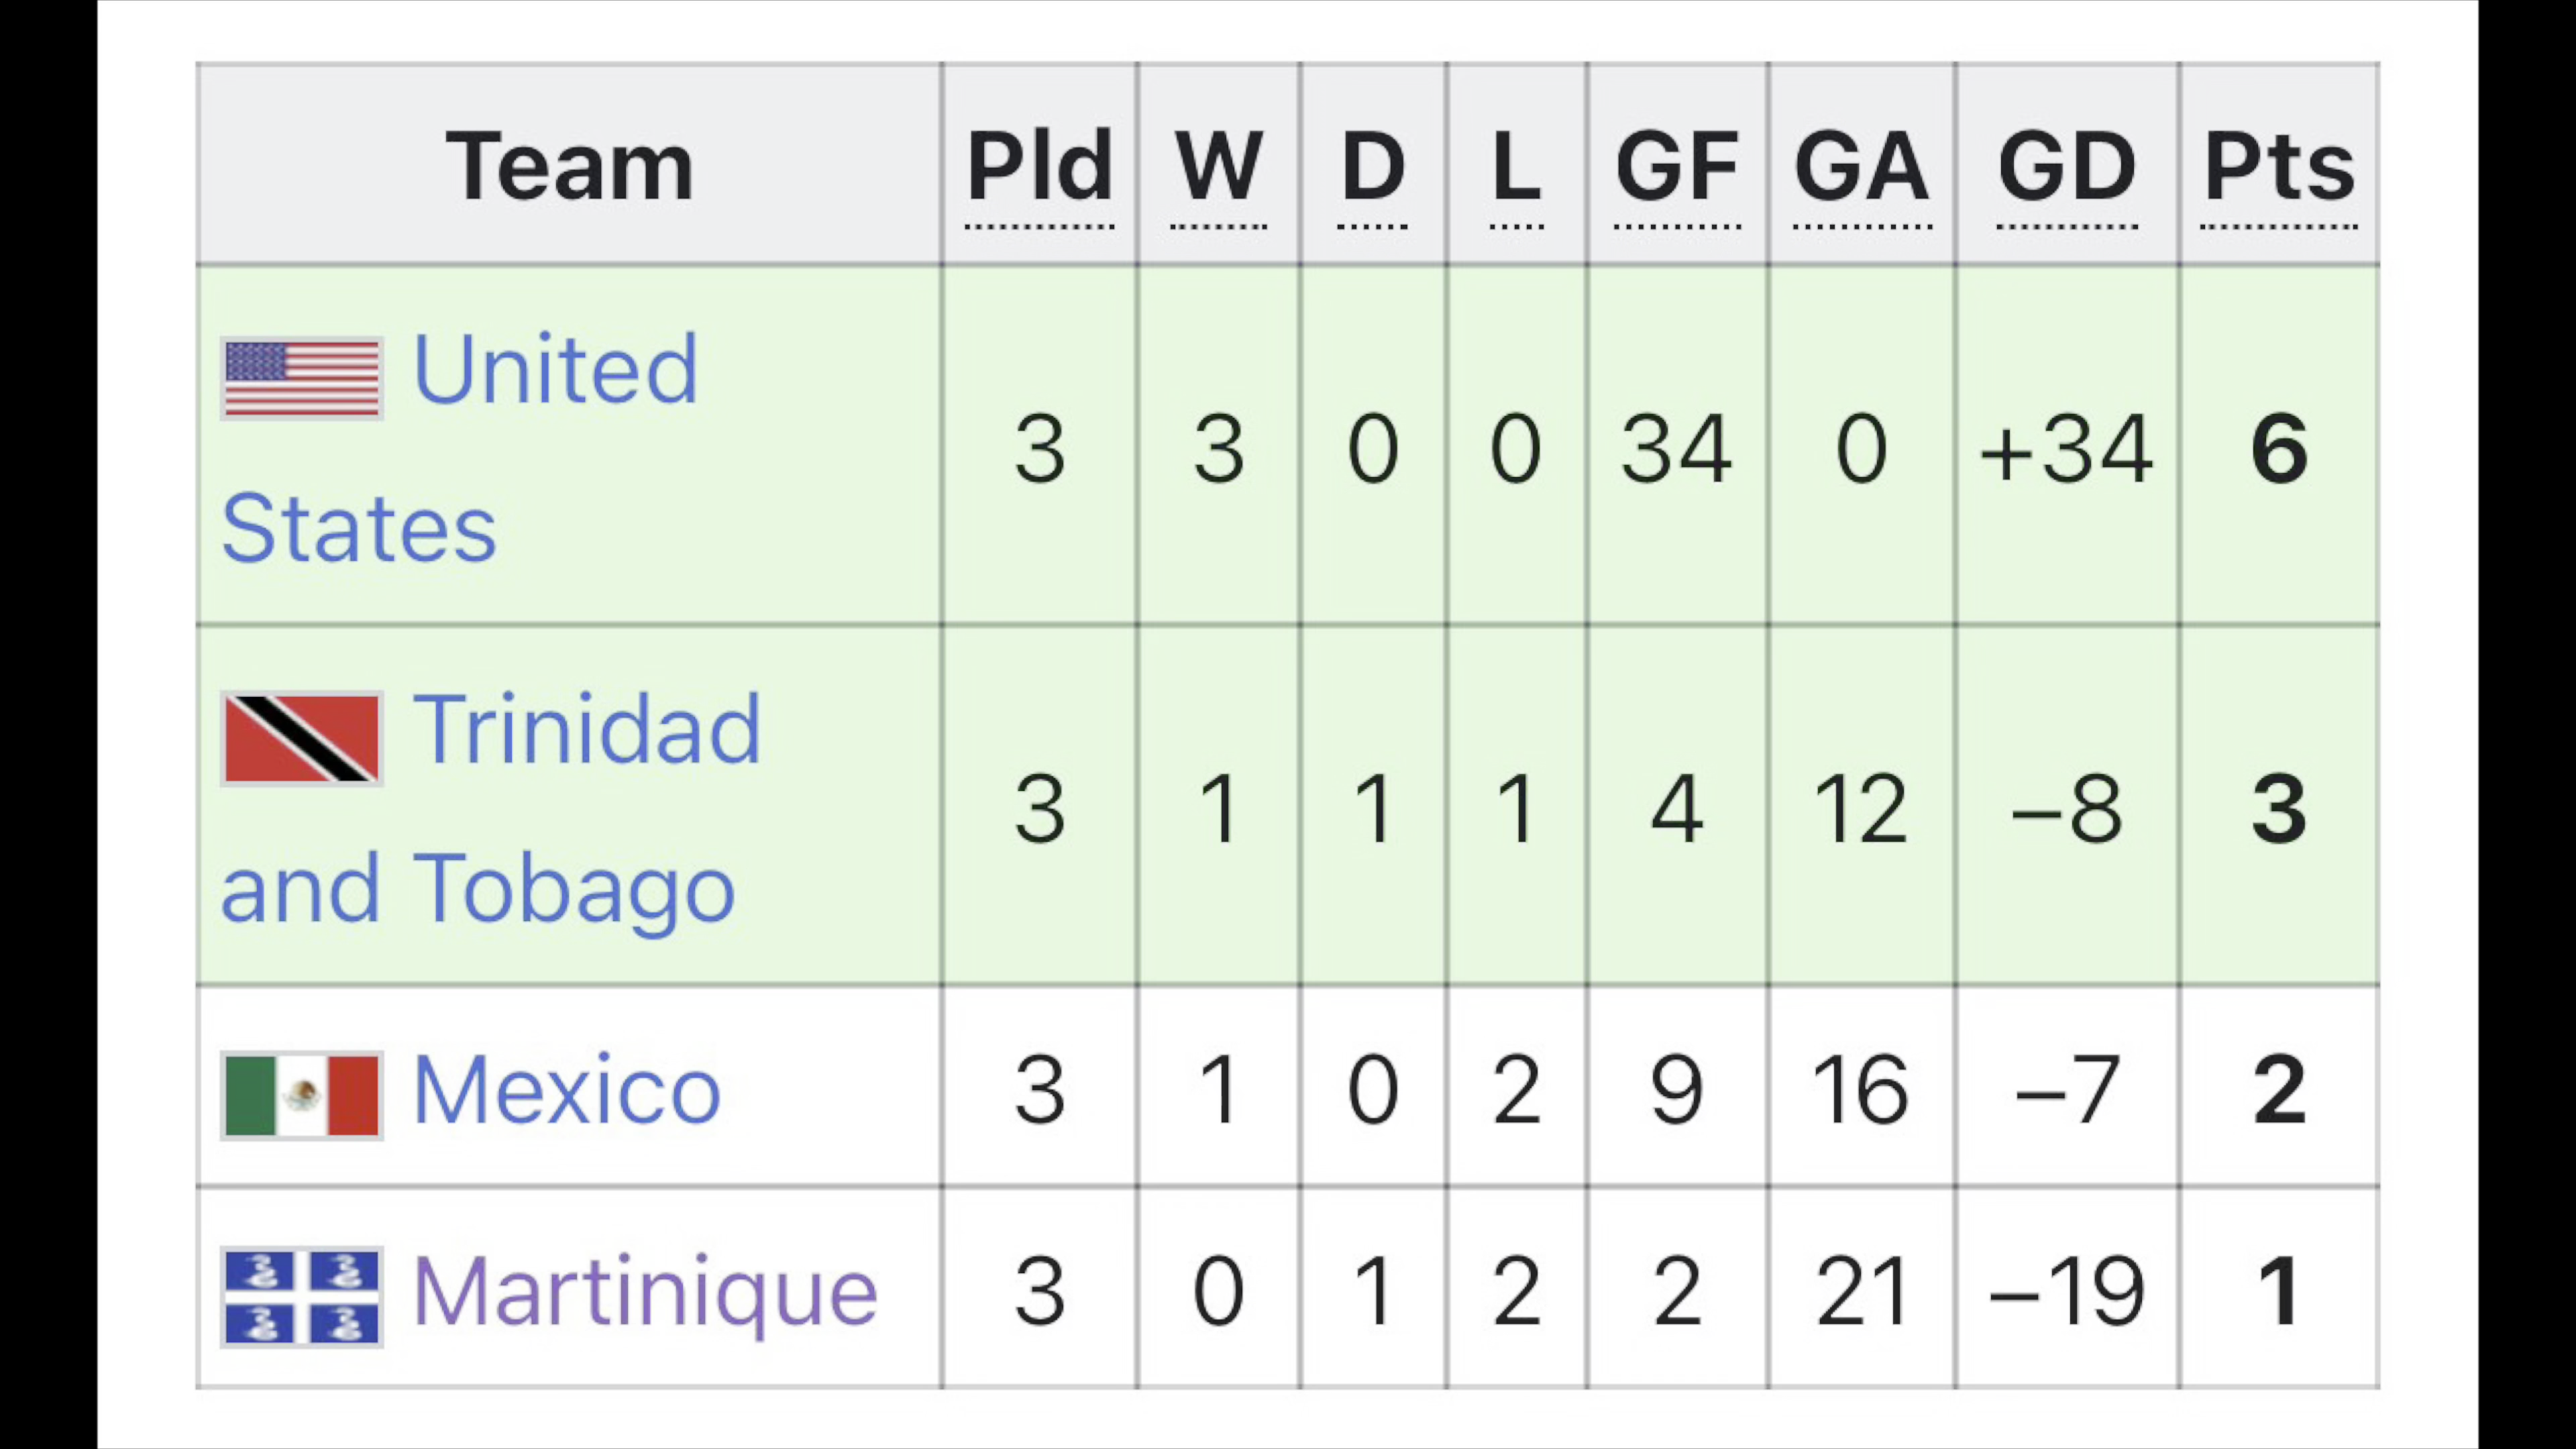 Team Pld W D L GF GA GD Pts
United
States 3 3 0 0 34 0 +34 6
Trinidad
and Tobago 3 1 1 1 4 12 −8 3
Mexico 3 1 0 2 9 16 −7 2
Martinique 3 0 1 2 2 21 −19 1